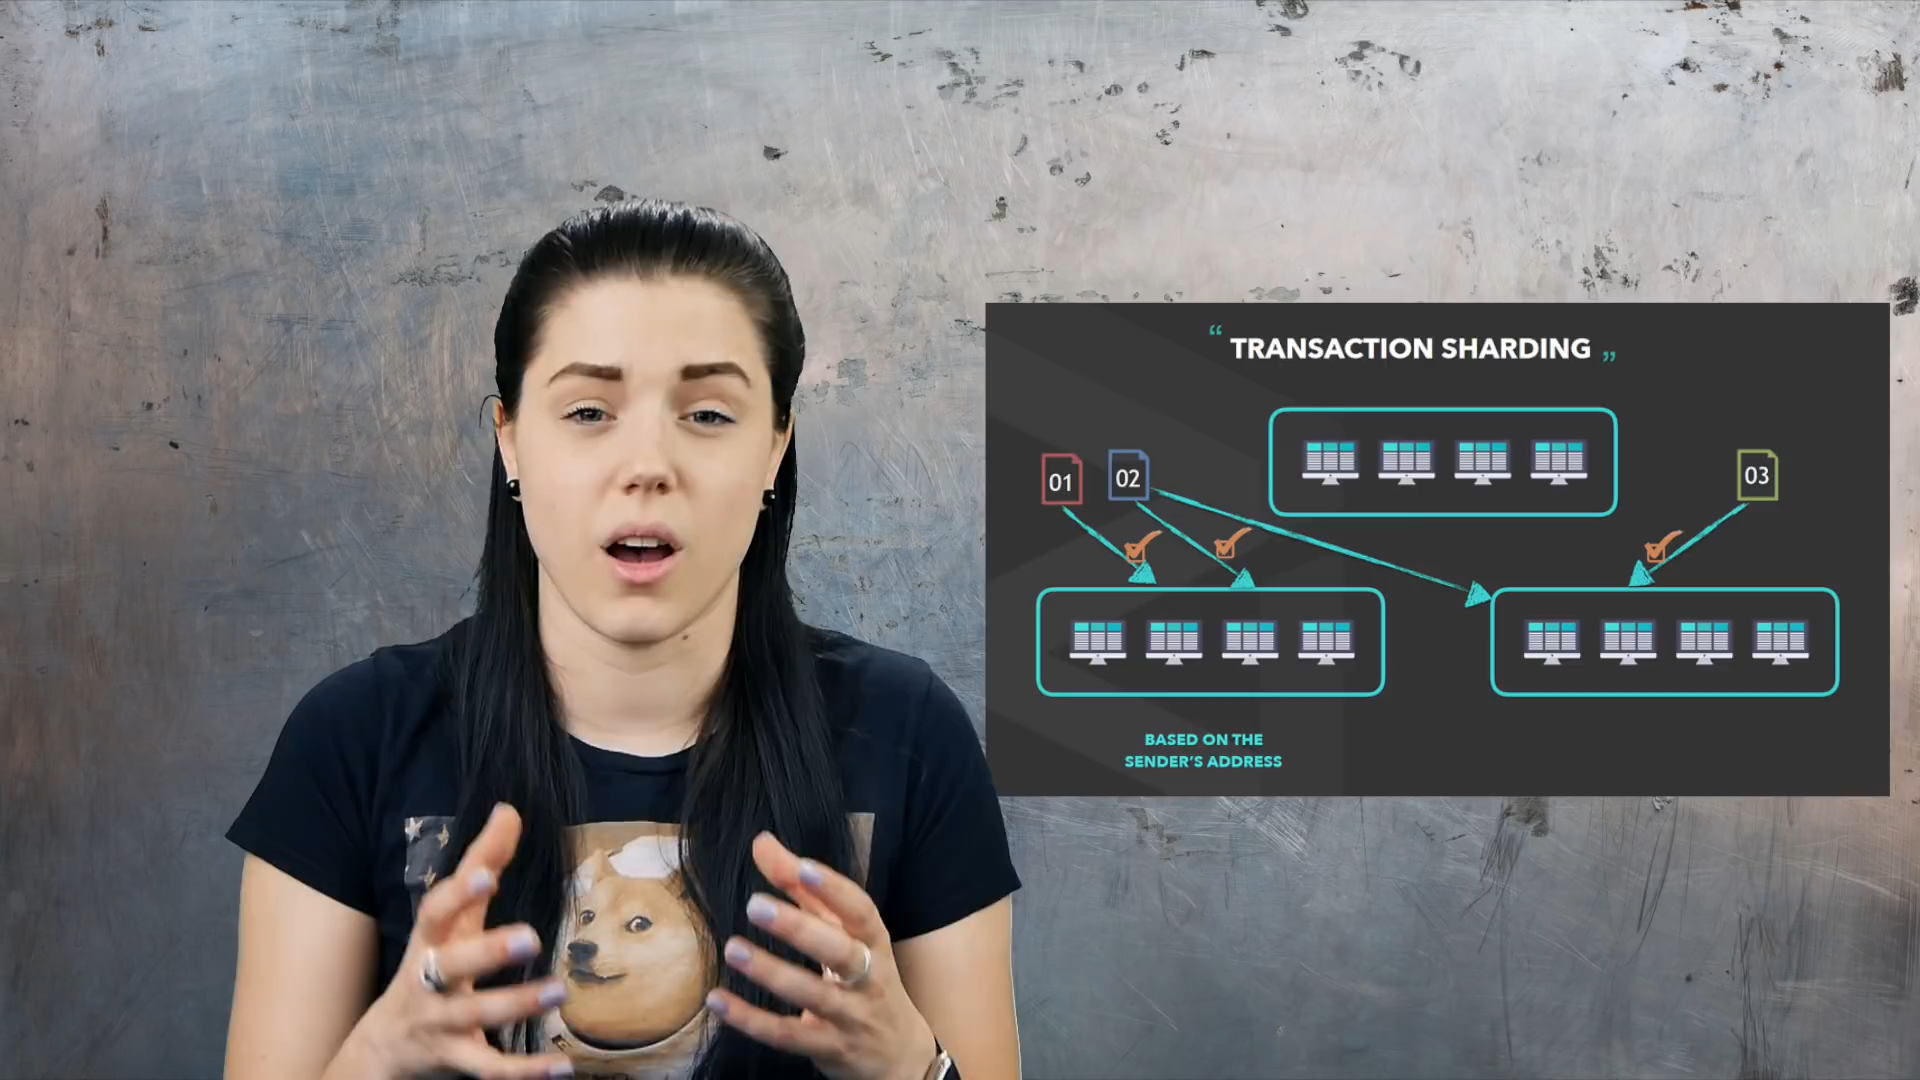 “ TRANSACTION SHARDING „
01
02
03
BASED ON THE
SENDER’S ADDRESS